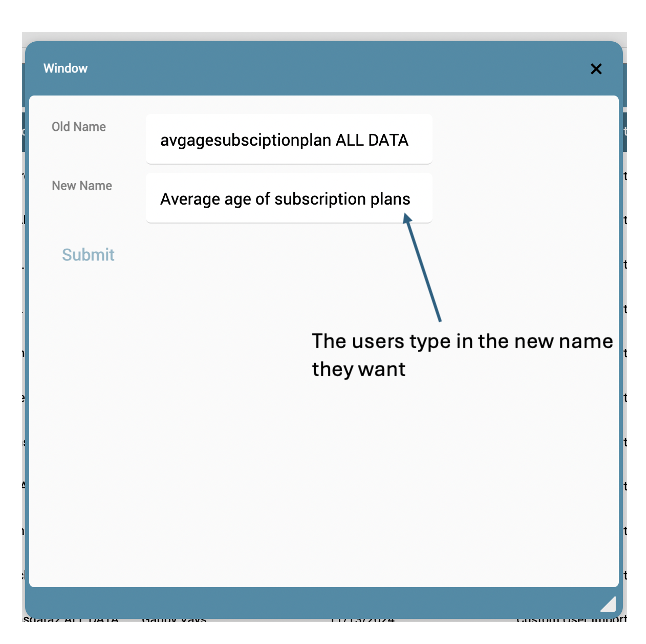 Window
Old Name
avgagesubsciptionplan ALL DATA
New Name
Average age of subscription plans
Submit
The users type in the new name
they want